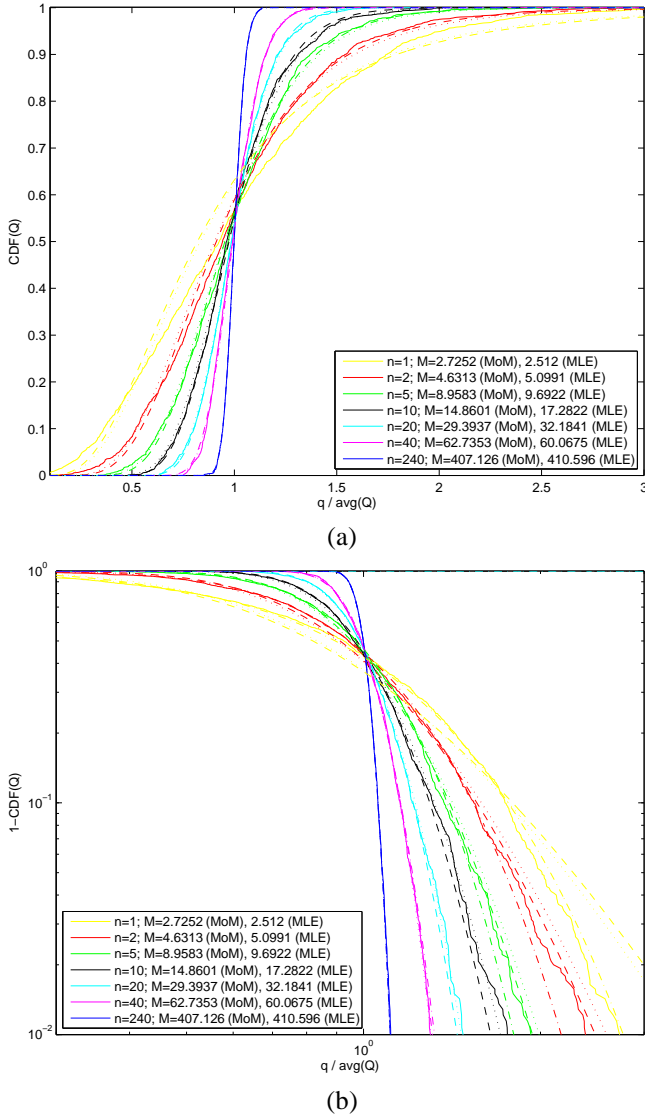 1
0.9
0.8
0.7
0.6
0.5
0.4
0.3
0.2
0.1
0
CDF(Q)
n=1; M=2.7252 (MoM), 2.512 (MLE)
n=2; M=4.6313 (MoM), 5.0991 (MLE)
n=5; M=8.9583 (MoM), 9.6922 (MLE)
n=10; M=14.8601 (MoM), 17.2822 (MLE)
n=20; M=29.3937 (MoM), 32.1841 (MLE)
n=40; M=62.7353 (MoM), 60.0675 (MLE)
n=240; M=407.126 (MoM), 410.596 (MLE)
0.5 1 1.5 2 2.5 3
q / avg(Q)
(a)
10^0
10^-1
10^-2
1-CDF(Q)
n=1; M=2.7252 (MoM), 2.512 (MLE)
n=2; M=4.6313 (MoM), 5.0991 (MLE)
n=5; M=8.9583 (MoM), 9.6922 (MLE)
n=10; M=14.8601 (MoM), 17.2822 (MLE)
n=20; M=29.3937 (MoM), 32.1841 (MLE)
n=40; M=62.7353 (MoM), 60.0675 (MLE)
n=240; M=407.126 (MoM), 410.596 (MLE)
10^0
q / avg(Q)
(b)